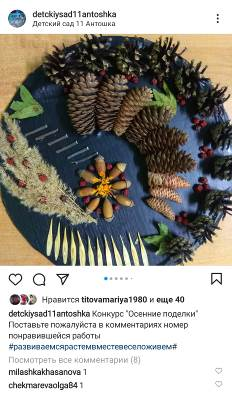 detckiysad11antoshka
Детский сад 11 Антошка
Нравится titovamariya1980 и еще 40
detckiysad11antoshka Конкурс "Осенние поделки"
Поставьте пожалуйста в комментариях номер
понравившейся работы
#развиваемсярастемвместевеселоживем#
Посмотреть все комментарии (8)
milashkakhasanova 1
chekmarevaolga84 1